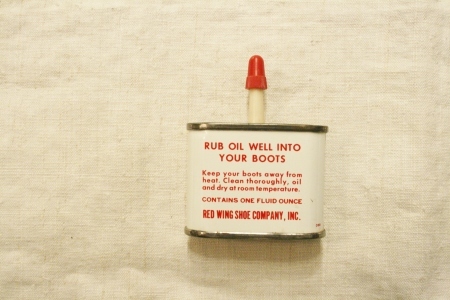 RUB OIL WELL INTO
YOUR BOOTS
Keep your boots away from
heat. Clean thoroughly, oil
and dry at room temperature.
CONTAINS ONE FLUID OUNCE
RED WING SHOE COMPANY, INC.